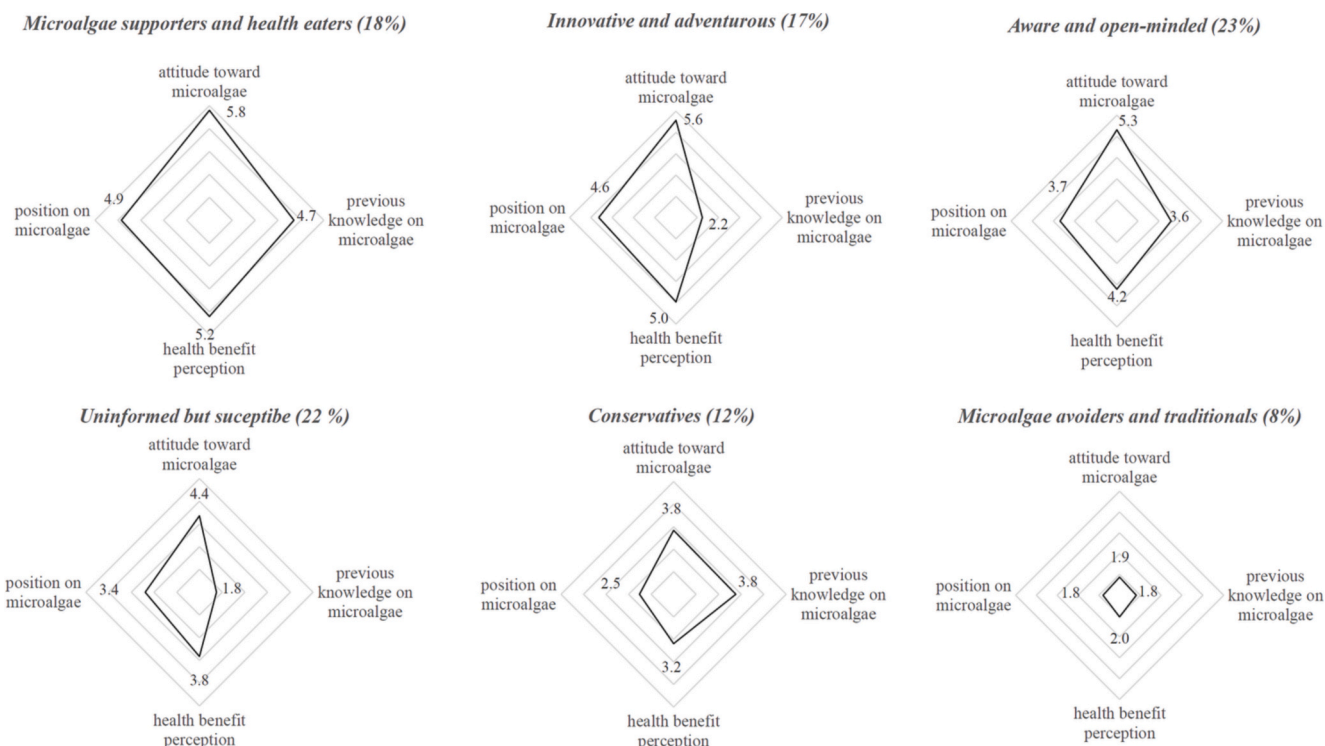 Microalgae supporters and health eaters (18%)
attitude toward
microalgae
5.8
4.9
position on
microalgae
4.7
previous
knowledge on
microalgae
5.2
health benefit
perception
Innovative and adventurous (17%)
attitude toward
microalgae
5.6
4.6
position on
microalgae
2.2
previous
knowledge on
microalgae
5.0
health benefit
perception
Aware and open-minded (23%)
attitude toward
microalgae
5.3
3.7
position on
microalgae
3.6
previous
knowledge on
microalgae
4.2
health benefit
perception
Uninformed but suceptibe (22 %)
attitude toward
microalgae
4.4
3.4
position on
microalgae
1.8
previous
knowledge on
microalgae
3.8
health benefit
perception
Conservatives (12%)
attitude toward
microalgae
3.8
2.5
position on
microalgae
3.8
previous
knowledge on
microalgae
3.2
health benefit
perception
Microalgae avoiders and traditionals (8%)
attitude toward
microalgae
1.9
1.8
position on
microalgae
1.8
previous
knowledge on
microalgae
2.0
health benefit
perception